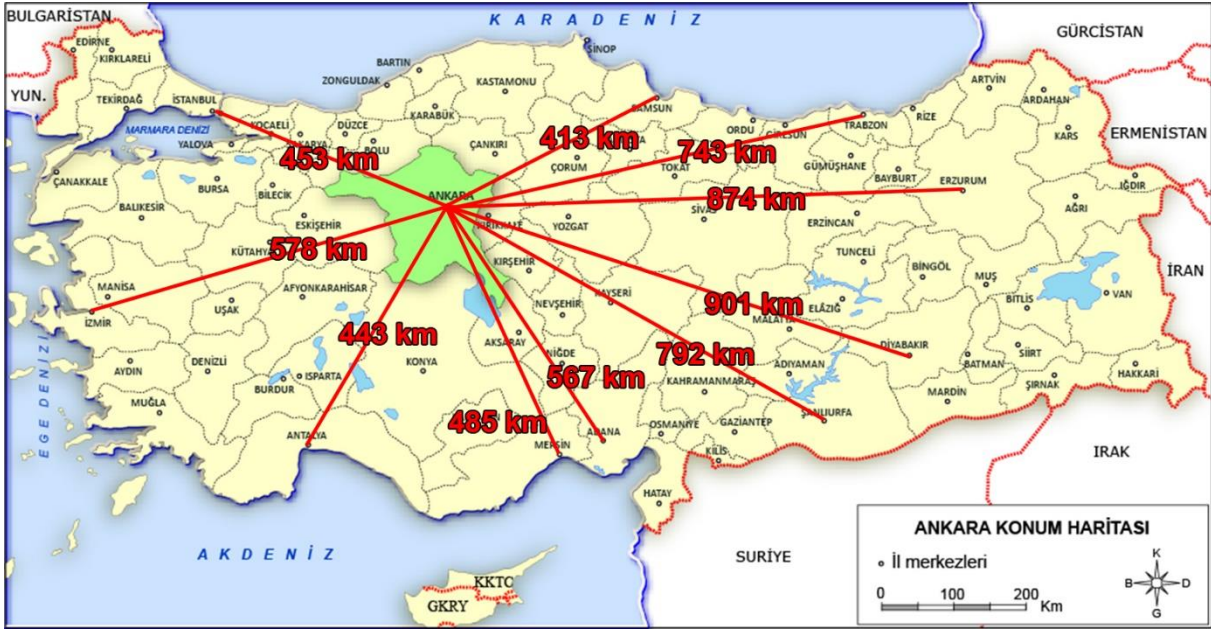 BULGARİSTAN
K A R A D E N İ Z
GÜRCİSTAN
EDİRNE
KIRKLARELİ
SİNOP
BARTIN
ZONGULDAK
KASTAMONU
ARTVİN
ARDAHAN
YUN.
TEKİRDAĞ
İSTANBUL
KARABÜK
SAMSUN
ORDU
GİRESUN
TRABZON
RİZE
KARS
MARMARA DENİZİ
KOCAELİ
DÜZCE
BOLU
413 km
743 km
ERMENİSTAN
YALOVA
453 km
ÇANKIRI
ÇORUM
TOKAT
GÜMÜŞHANE
BAYBURT
ERZURUM
IĞDIR
ÇANAKKALE
BURSA
BİLECİK
ANKARA
874 km
AĞRI
BALIKESİR
ESKİŞEHİR
KIRIKKALE
YOZGAT
SİVAS
ERZİNCAN
KÜTAHYA
578 km
KIRŞEHİR
TUNCELİ
BİNGÖL
MUŞ
İRAN
MANİSA
UŞAK
AFYONKARAHİSAR
NEVŞEHİR
KAYSERİ
901 km
ELÂZIĞ
BİTLİS
VAN
İZMİR
443 km
AKSARAY
MALATYA
EGE DENİZİ
AYDIN
DENİZLİ
BURDUR
ISPARTA
KONYA
NİĞDE
567 km
792 km
ADIYAMAN
DİYABAKIR
BATMAN
SİİRT
ŞIRNAK
HAKKARİ
MUĞLA
KAHRAMANMARAŞ
MARDİN
485 km
ANTALYA
MERSİN
ADANA
OSMANİYE
GAZİANTEP
ŞANLIURFA
KİLİS
HATAY
IRAK
A K D E N İ Z
KKTC
GKRY
SURİYE
ANKARA KONUM HARİTASI
İl merkezleri
0 100 200
Km
K
B D
G